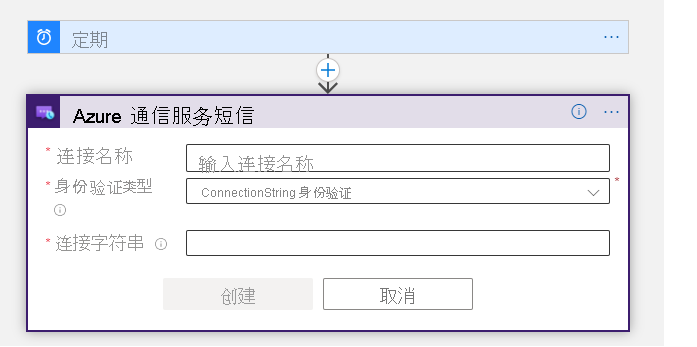 定期
Azure 通信服务短信
* 连接名称
输入连接名称
* 身份验证类型
ConnectionString 身份验证
*
* 连接字符串
创建
取消